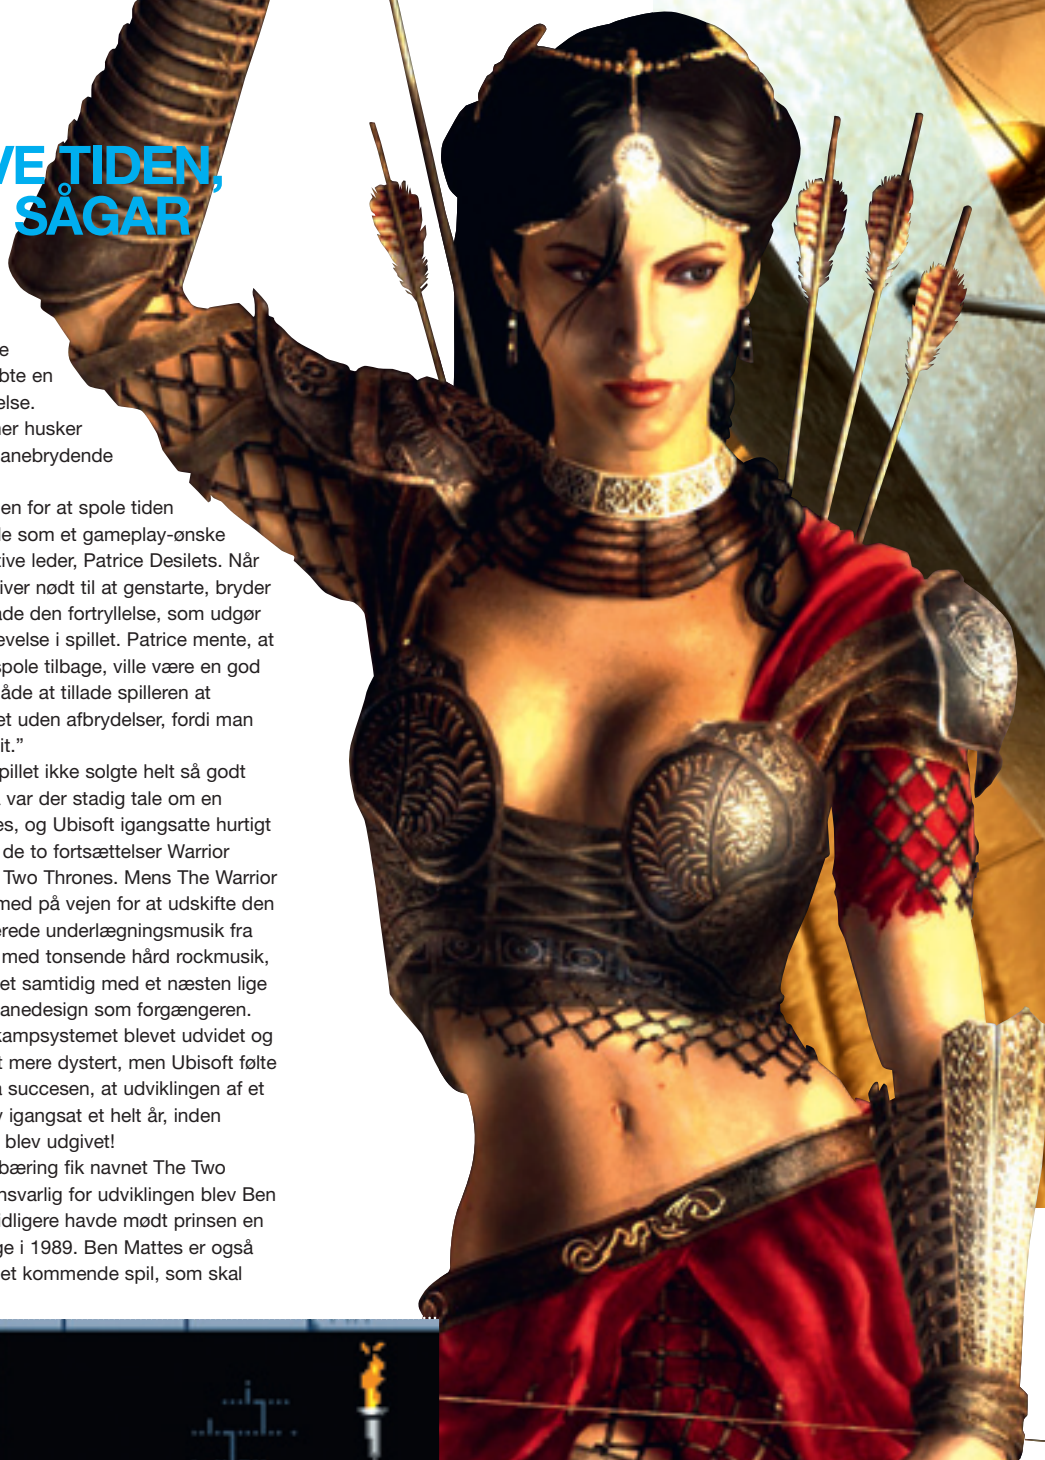 VE TIDEN,
SÅGAR
e
bte en
else.
ner husker
anebrydende
en for at spole tiden
le som et gameplay-ønske
tive leder, Patrice Desilets. Når
iver nødt til at genstarte, bryder
åde den fortryllelse, som udgør
evelse i spillet. Patrice mente, at
spole tilbage, ville være en god
åde at tillade spilleren at
et uden afbrydelser, fordi man
it.”
pillet ikke solgte helt så godt
var der stadig tale om en
es, og Ubisoft igangsatte hurtigt
de to fortsættelser Warrior
Two Thrones. Mens The Warrior
med på vejen for at udskifte den
erede underlægningsmusik fra
med tonsende hård rockmusik,
et samtidig med et næsten lige
anedesign som forgængeren.
kampsystemet blevet udvidet og
t mere dystert, men Ubisoft følte
å succesen, at udviklingen af et
v igangsat et helt år, inden
blev udgivet!
bæring fik navnet The Two
nsvarlig for udviklingen blev Ben
idligere havde mødt prinsen en
ge i 1989. Ben Mattes er også
et kommende spil, som skal